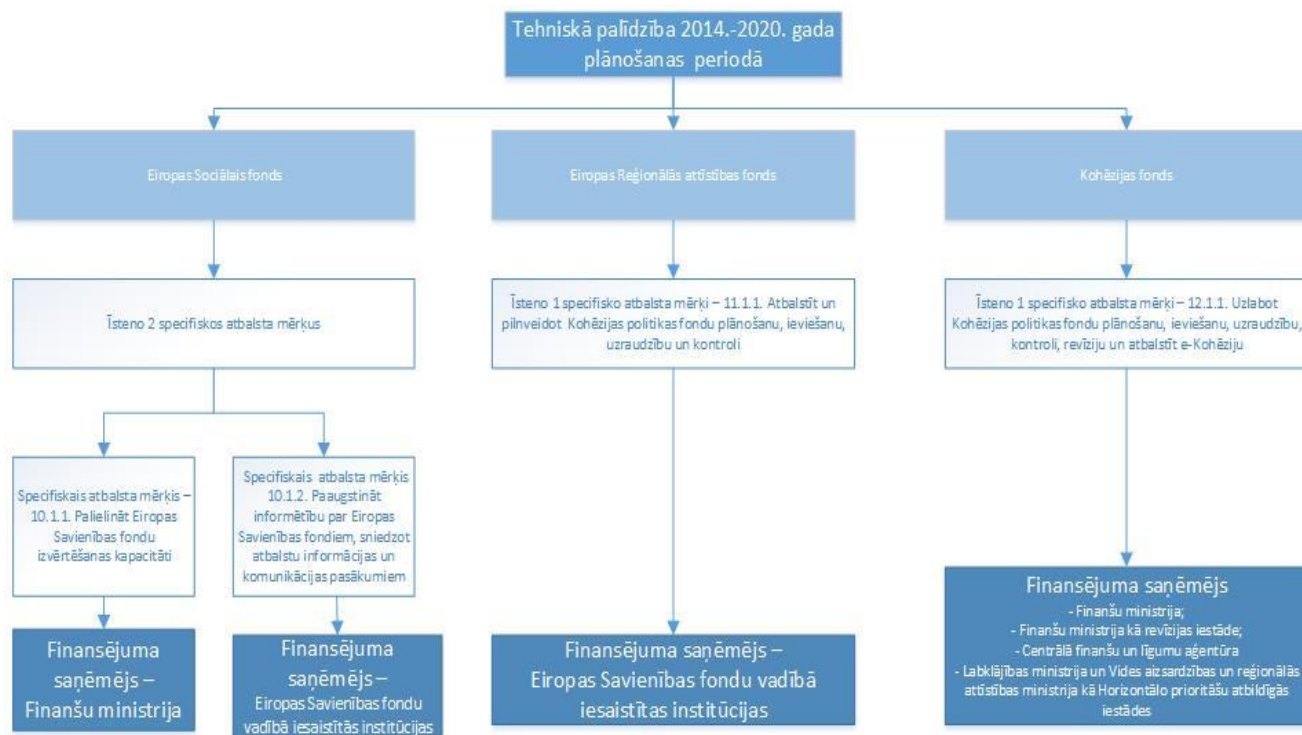 Tehniskā palīdzība 2014.-2020. gada
plānošanas periodā
Eiropas Sociālais fonds
Eiropas Reģionālās attīstības fonds
Kohēzijas fonds
Īsteno 2 specifiskos atbalsta mērķus
Īsteno 1 specifisko atbalsta mērķi – 11.1.1. Atbalstīt un
pilnveidot Kohēzijas politikas fondu plānošanu, ieviešanu,
uzraudzību un kontroli
Īsteno 1 specifisko atbalsta mērķi – 12.1.1. Uzlabot
Kohēzijas politikas fondu plānošanu, ieviešanu, uzraudzību,
kontroli, revīziju un atbalstīt e-Kohēziju
Specifiskais atbalsta mērķis –
10.1.1. Palielināt Eiropas
Savienības fondu
izvērtēšanas kapacitāti
Specifiskais atbalsta mērķis
10.1.2. Paaugstināt
informētību par Eiropas
Savienības fondiem, sniedzot
atbalstu informācijas un
komunikācijas pasākumiem
Finansējuma
saņēmējs –
Finanšu ministrija
Finansējuma
saņēmējs –
Eiropas Savienības fondu
vadībā iesaistītās institūcijas
Finansējuma saņēmējs –
Eiropas Savienības fondu vadībā
iesaistītas institūcijas
Finansējuma saņēmējs
- Finanšu ministrija;
- Finanšu ministrija kā revīzijas iestāde;
- Centrālā finanšu un līgumu aģentūra
- Labklājības ministrija un Vides aizsardzības un reģionālās
attīstības ministrija kā Horizontālo prioritāšu atbildīgās
iestādes